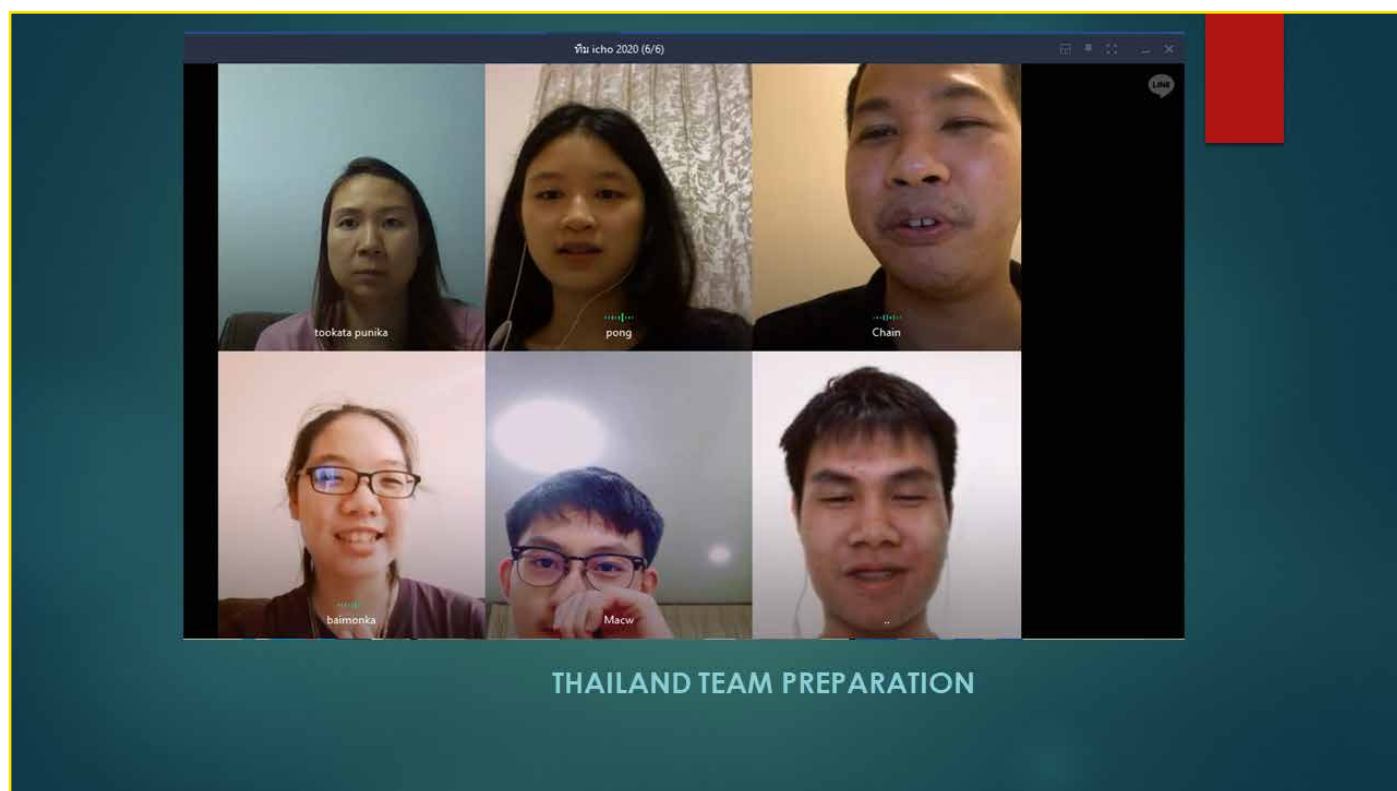 ทีม icho 2020 (6/6)
LINE
tookata punika
pong
Chain
baimonka
Macw
..
THAILAND TEAM PREPARATION